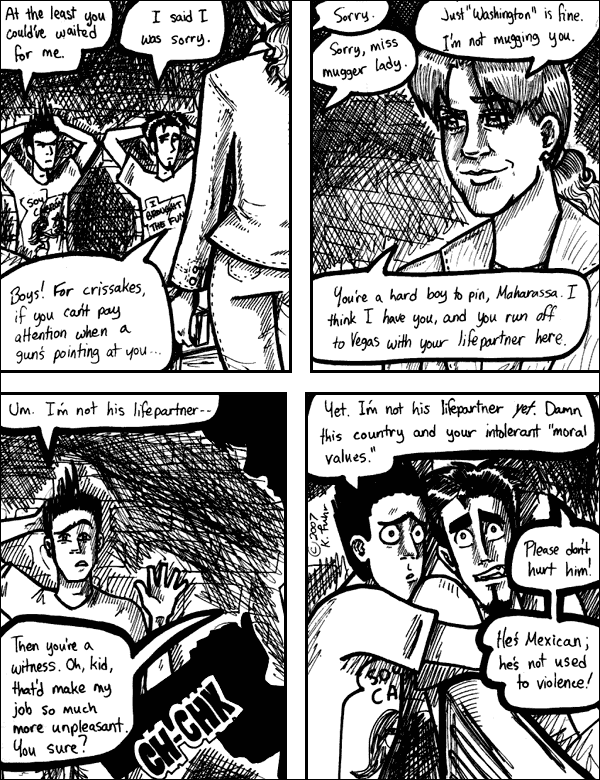 At the least you
could've waited
for me.
I said I
was sorry.
SOY
I
BROUGHT
THE FUN
Boys! For crissakes,
if you can't pay
attention when a
gun's pointing at you...
Sorry.
Sorry, miss
mugger lady.
Just "Washington" is fine.
I'm not mugging you.
You're a hard boy to pin, Maharassa. I
think I have you, and you run off
to Vegas with your lifepartner here.
Um. I'm not his lifepartner--
Then you're a
witness. Oh, kid,
that'd make my
job so much
more unpleasant.
You sure?
CH-CHK
Yet. I'm not his lifepartner yet. Damn
this country and your intolerant "moral
values."
©2007
K. Fuhr
Please don't
hurt him!
He's Mexican;
he's not used
to violence!
SO
CA